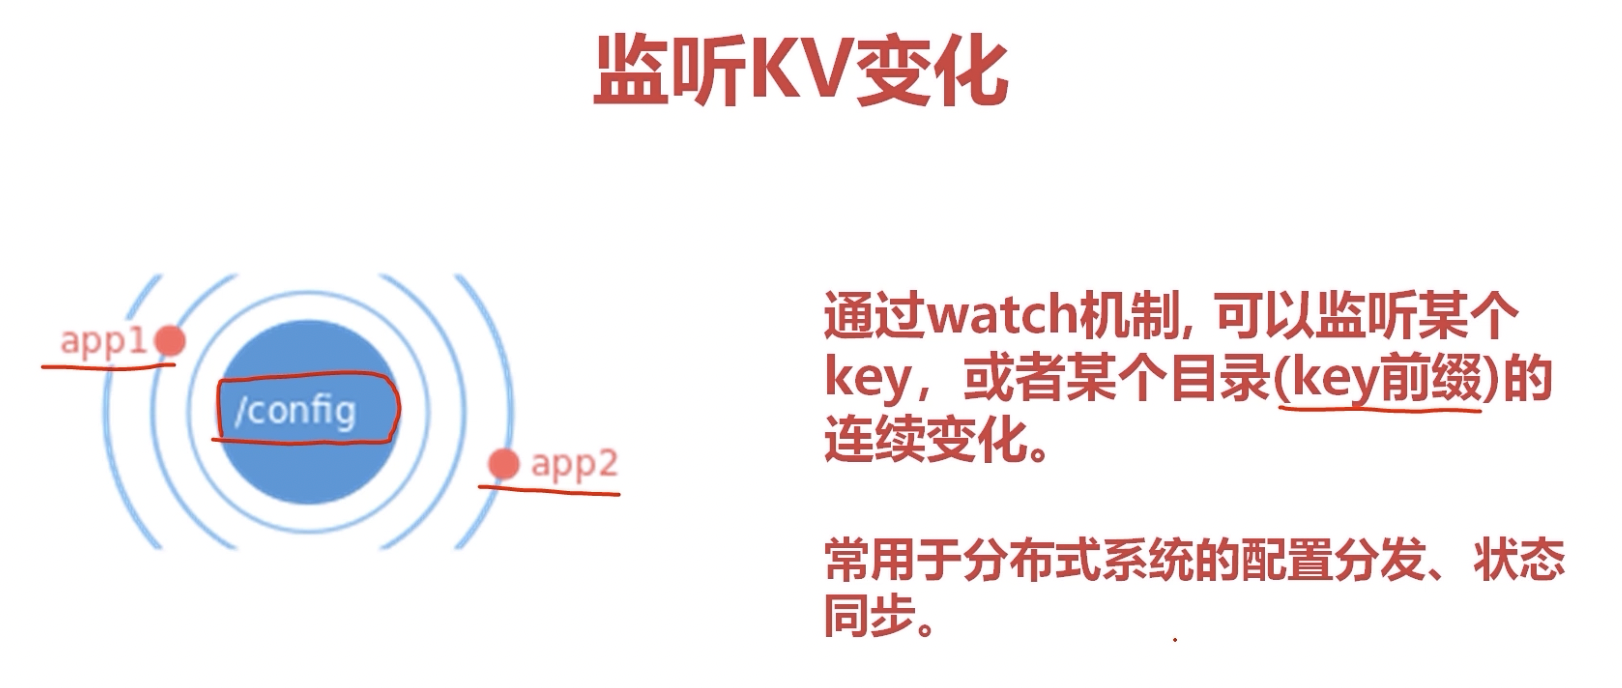 监听KV变化
app1
/config
app2
通过watch机制, 可以监听某个
key，或者某个目录(key前缀)的
连续变化。
常用于分布式系统的配置分发、状态
同步。